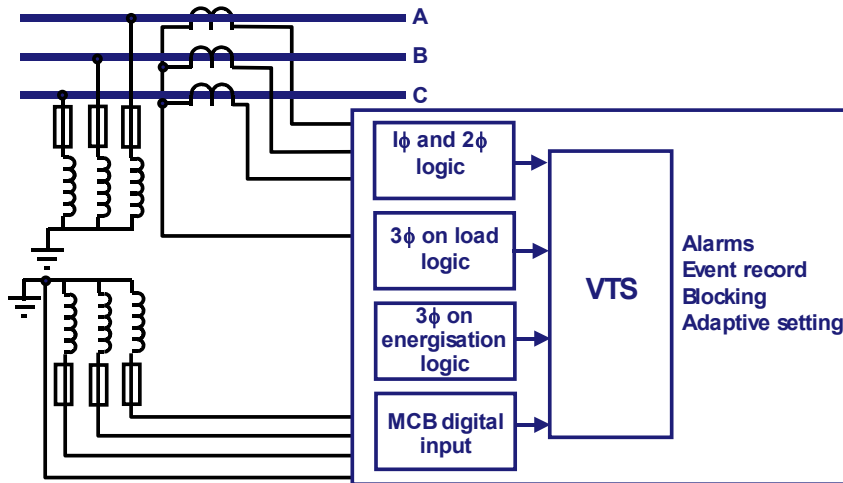 A
B
C
Iϕ and 2ϕ
logic
3ϕ on load
logic
3ϕ on
energisation
logic
MCB digital
input
VTS
Alarms
Event record
Blocking
Adaptive setting